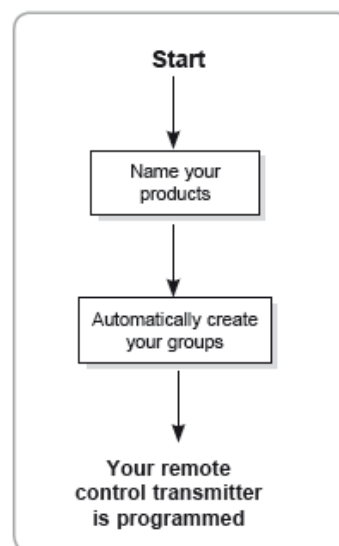 Start
Name your
products
Automatically create
your groups
Your remote
control transmitter
is programmed